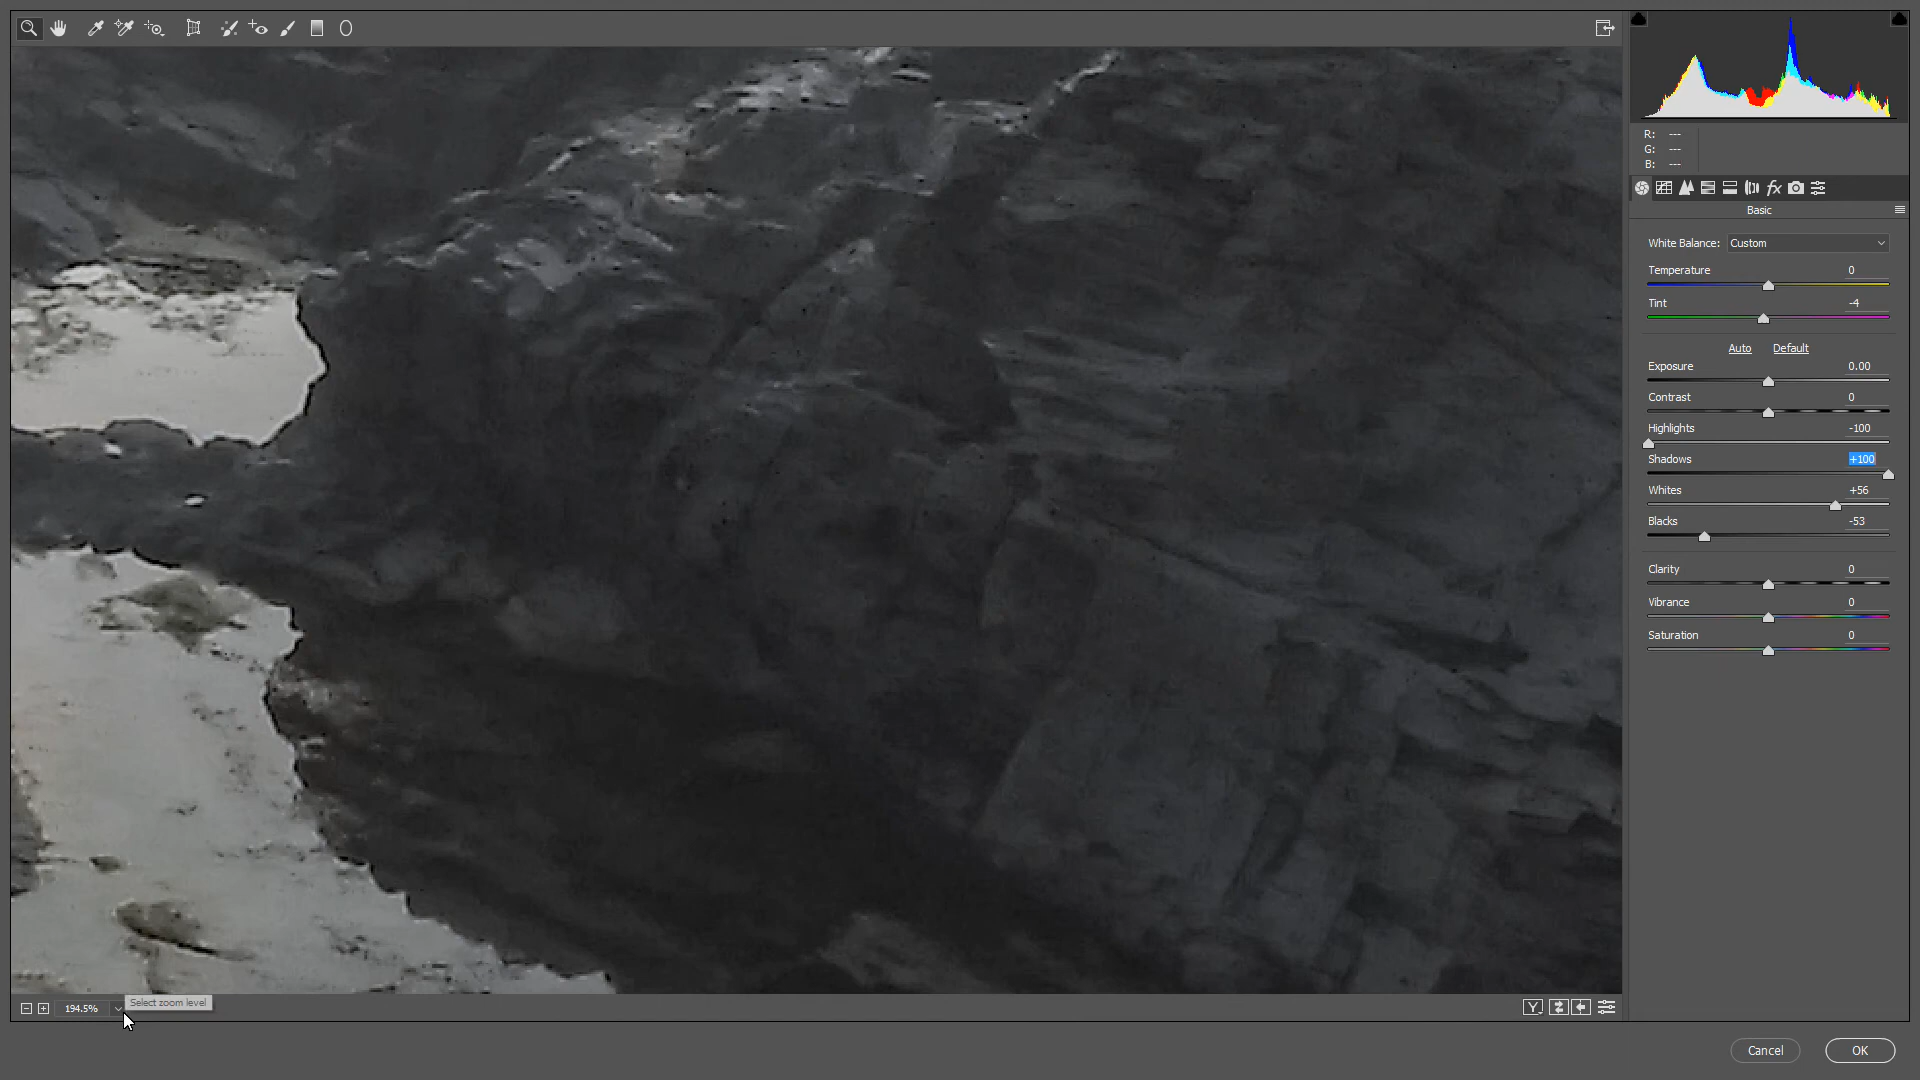 R: ---
G: ---
B: ---
fx
Basic
White Balance: Custom
Temperature 0
Tint -4
Auto Default
Exposure 0.00
Contrast 0
Highlights -100
Shadows +100
Whites +56
Blacks -53
Clarity 0
Vibrance 0
Saturation 0
194.5%
Select zoom level
Y
Cancel OK